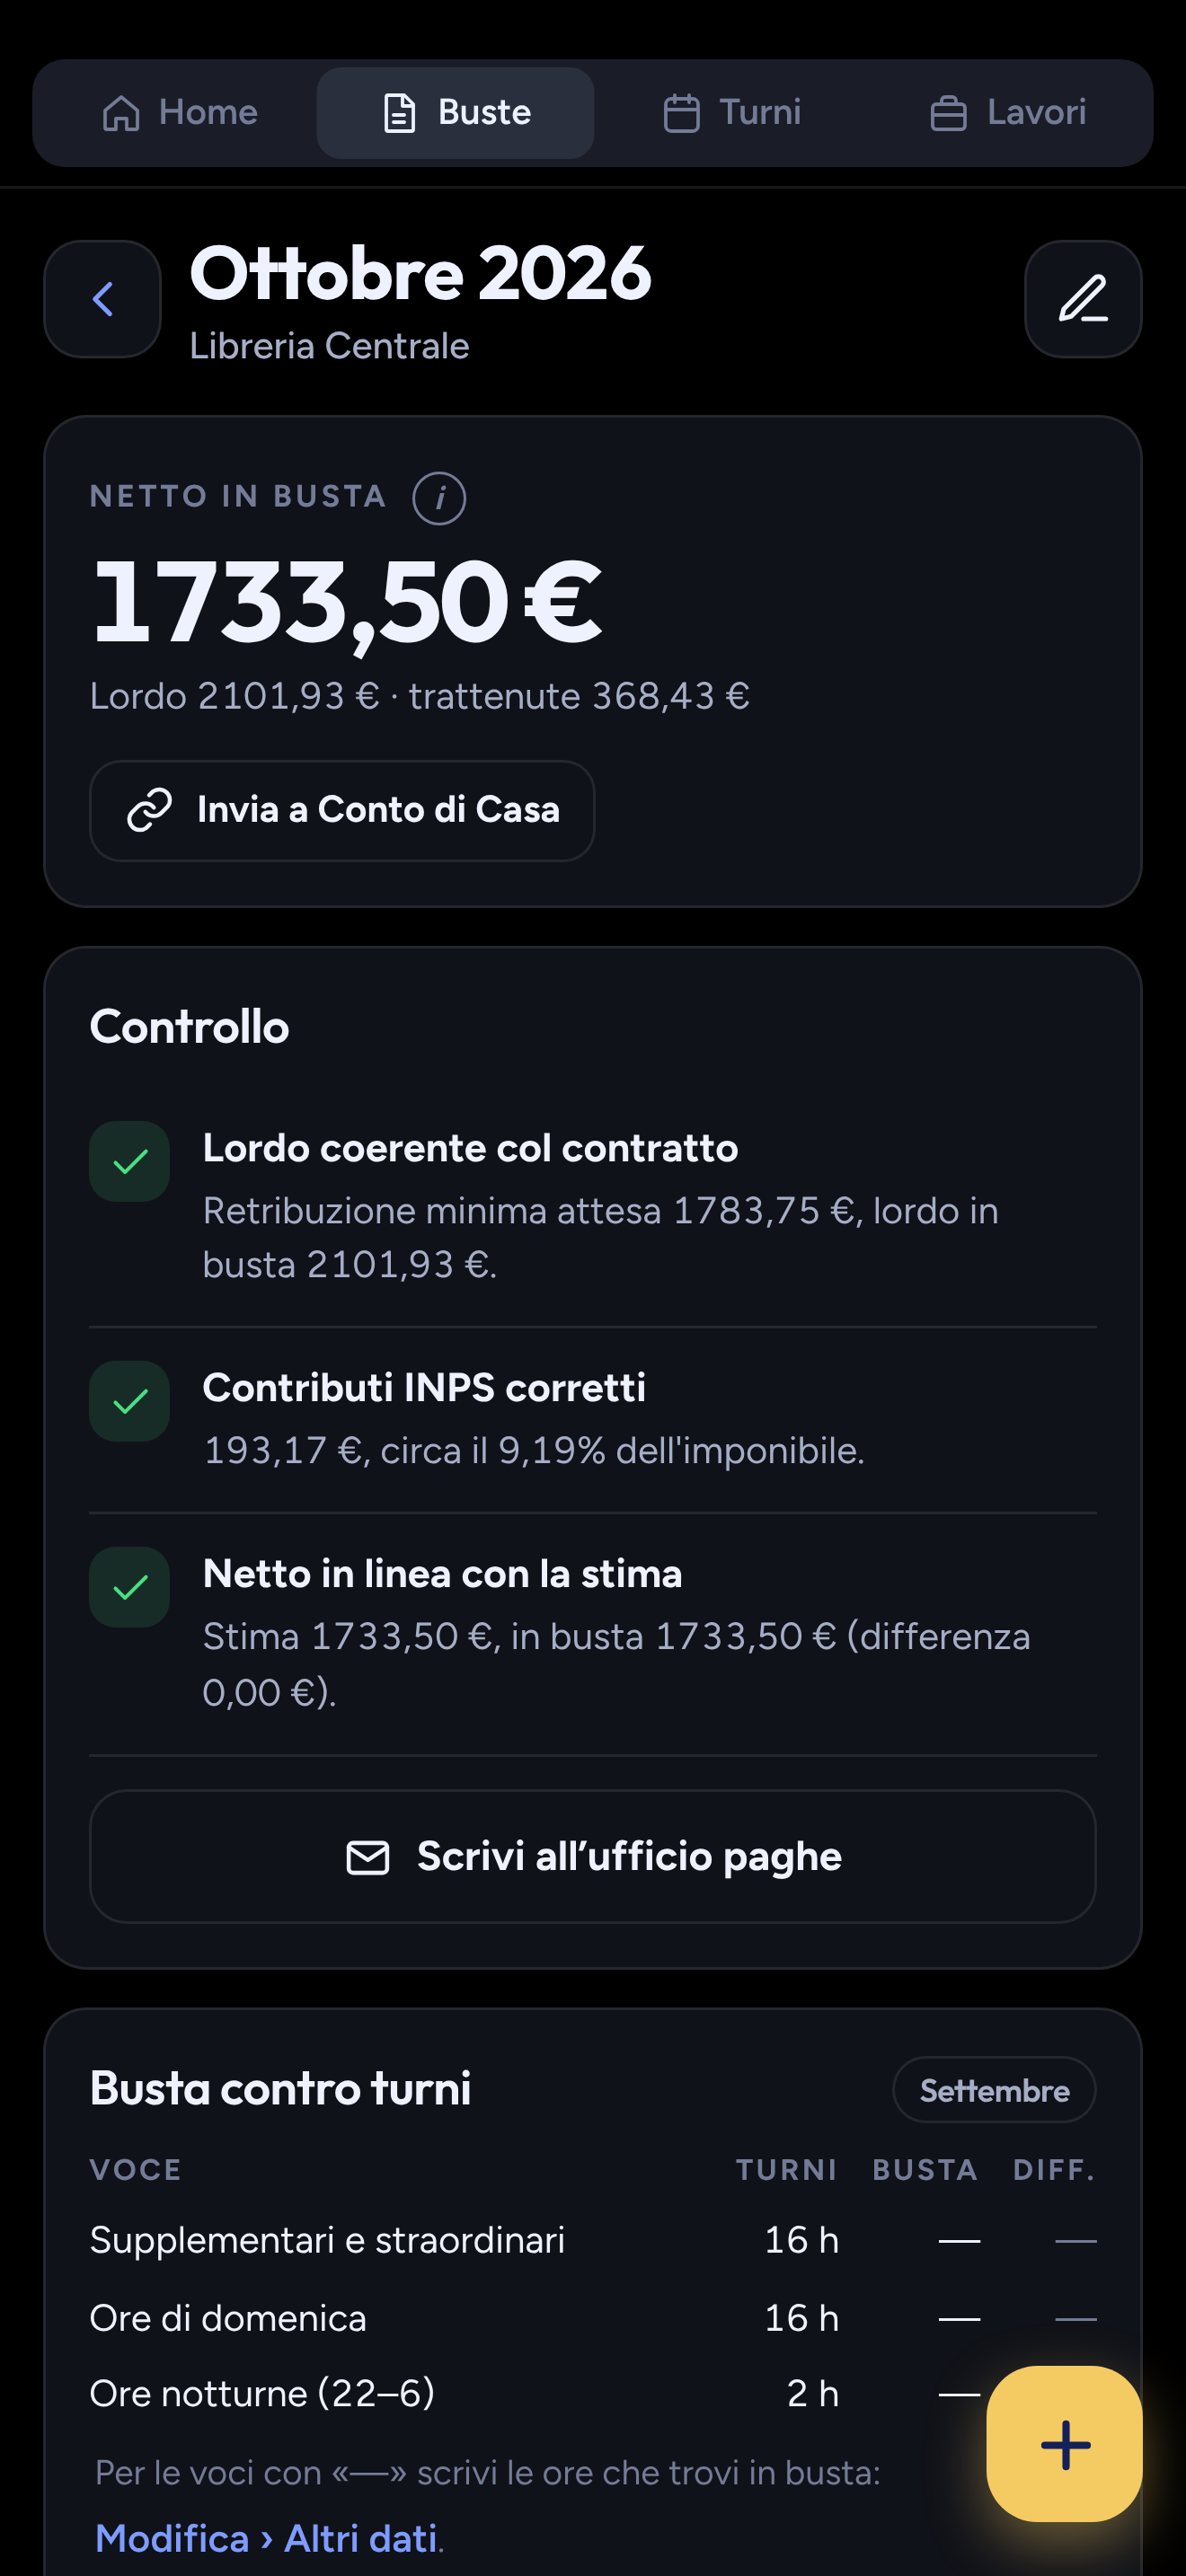 Home Buste Turni Lavori
Ottobre 2026
Libreria Centrale
NETTO IN BUSTA i
1733,50 €
Lordo 2101,93 € · trattenute 368,43 €
Invia a Conto di Casa
Controllo
Lordo coerente col contratto
Retribuzione minima attesa 1783,75 €, lordo in
busta 2101,93 €.
Contributi INPS corretti
193,17 €, circa il 9,19% dell'imponibile.
Netto in linea con la stima
Stima 1733,50 €, in busta 1733,50 € (differenza
0,00 €).
Scrivi all’ufficio paghe
Busta contro turni Settembre
VOCE TURNI BUSTA DIFF.
Supplementari e straordinari 16 h — —
Ore di domenica 16 h — —
Ore notturne (22–6) 2 h —
Per le voci con «—» scrivi le ore che trovi in busta:
Modifica › Altri dati.